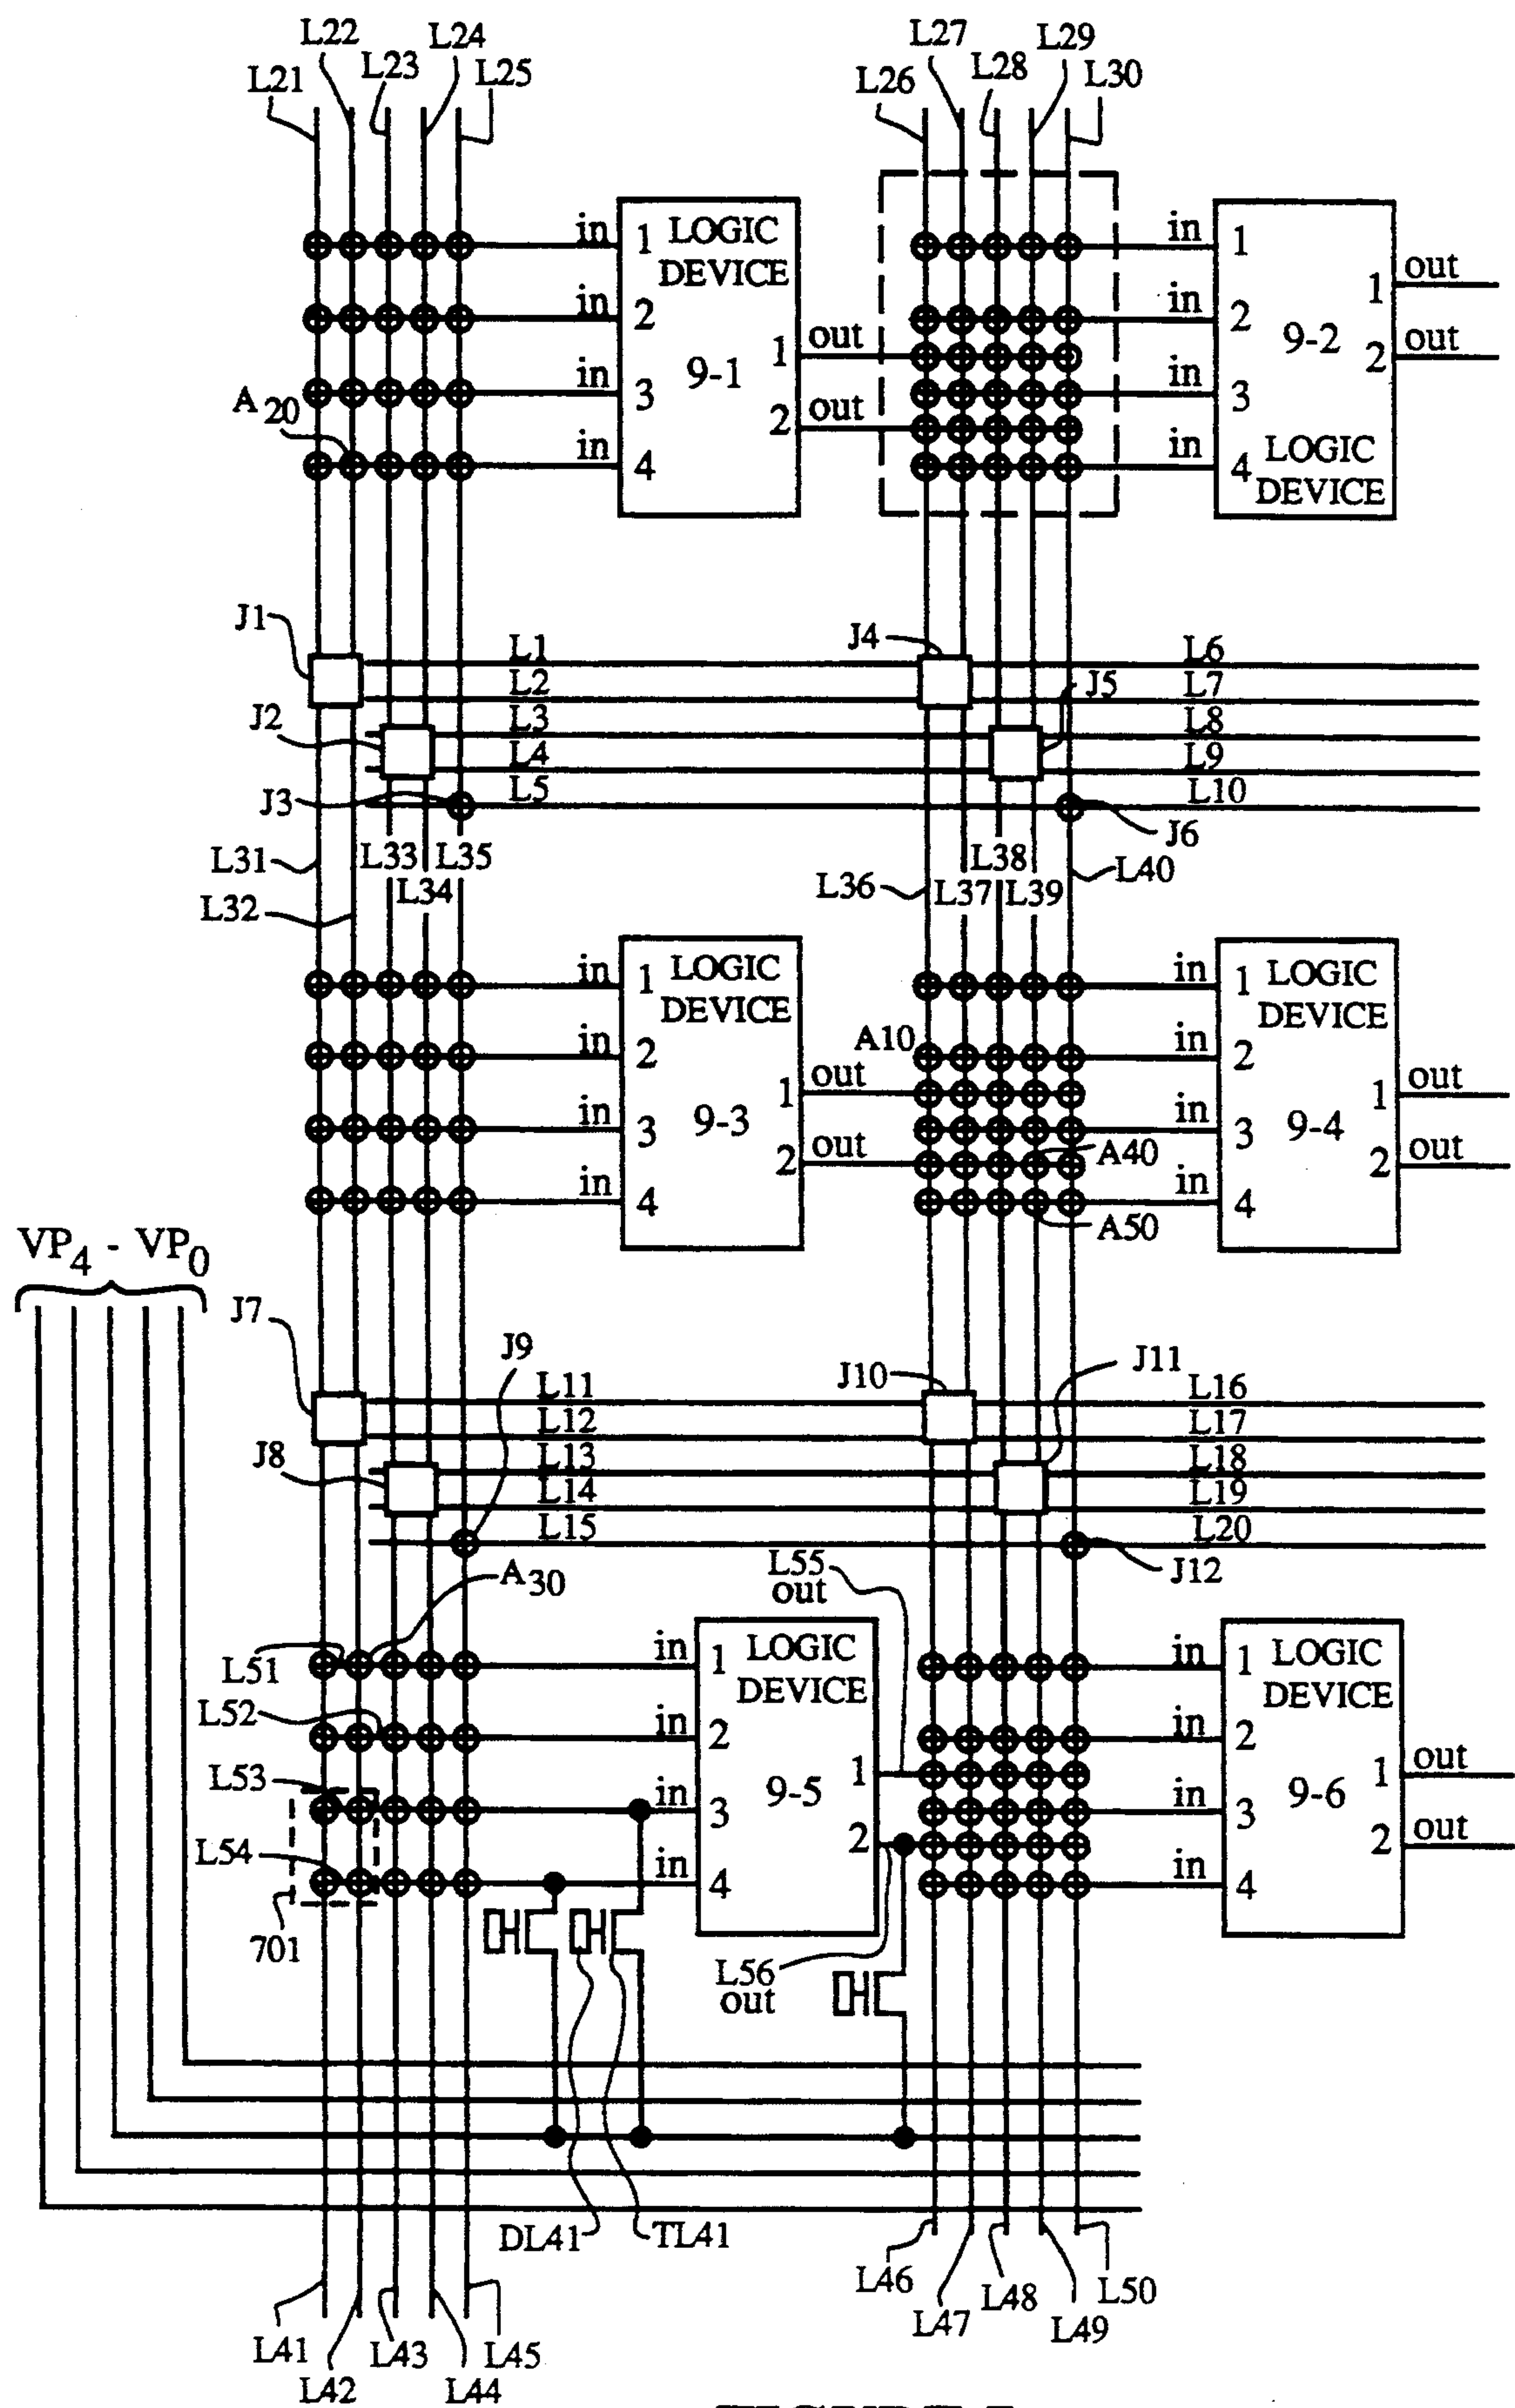 L22 L24 L27 L29
L23 L28
L21 L25 L26 L30
in 1 LOGIC in 1
DEVICE 1 out
in 2 in 2 9-2
1 out 2 out
9-1
A20 in 3 in 3
2 out
in 4 in 4 LOGIC
DEVICE
J1 L1 J4 L6
L2 L7 J5
J2 L3 L8
L4 L9
J3 L5 L10
J6
L31 L33 L35 L38 L40
L34 L36 L37 L39
L32
in 1 LOGIC in 1 LOGIC
DEVICE DEVICE
in 2 A10 in 2
1 out 1 out
in 3 9-3 in 3 9-4
2 out A40 2 out
in 4 in 4
A50
VP4 - VP0
J7 J9 J10 J11
L11 L16
L12 L17
J8 L13 L18
L14 L19
L15 L20
J12
A30 L55
out
L51 in 1 LOGIC in 1 LOGIC
DEVICE DEVICE
L52 in 2 in 2
1 1 out
L53 in 3 9-5 in 3 9-6
2 2 out
L54 in 4 in 4
701 L56
out
DL41 TL41
L46 L48 L50
L47 L49
L41 L43 L45
L42 L44